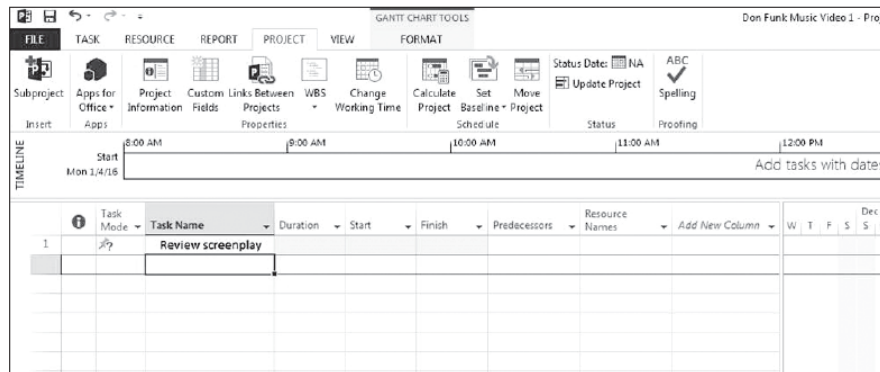 GANTT CHART TOOLS Don Funk Music Video 1 - Proj
FILE TASK RESOURCE REPORT PROJECT VIEW FORMAT
Subproject
Apps for Office
Project Information
Custom Fields
Links Between Projects
WBS
Change Working Time
Calculate Project
Set Baseline
Move Project
Status Date: NA
Update Project
ABC
Spelling
Insert Apps Properties Schedule Status Proofing
TIMELINE
8:00 AM 9:00 AM 10:00 AM 11:00 AM 12:00 PM
Start
Mon 1/4/16
Add tasks with dates
Task Mode Task Name Duration Start Finish Predecessors Resource Names Add New Column
Dec
W T F S S
1 Review screenplay